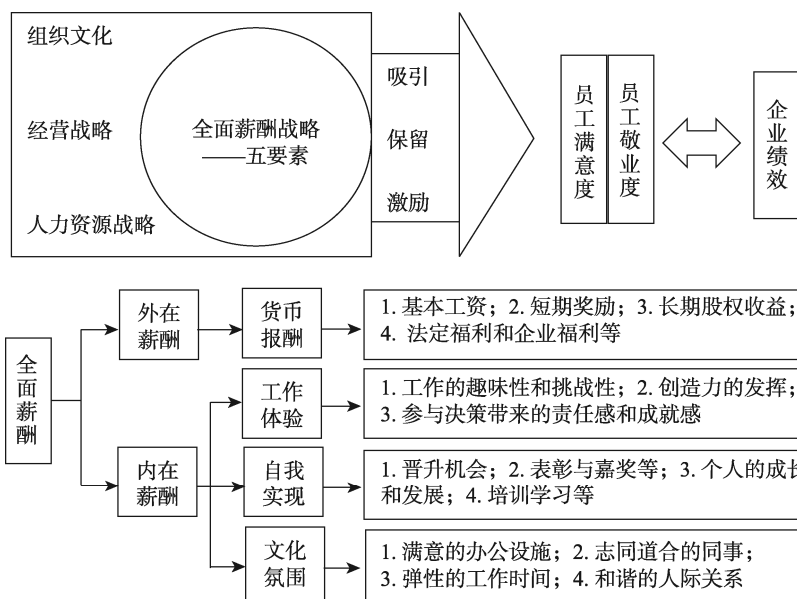 组织文化
经营战略
人力资源战略
全面薪酬战略
——五要素
吸引
保留
激励
员工满意度
员工敬业度
企业绩效
全面薪酬
外在
薪酬
货币
报酬
1. 基本工资；2. 短期奖励；3. 长期股权收益；
4. 法定福利和企业福利等
工作
体验
1. 工作的趣味性和挑战性；2. 创造力的发挥；
3. 参与决策带来的责任感和成就感
内在
薪酬
自我
实现
1. 晋升机会；2. 表彰与嘉奖等；3. 个人的成长
和发展；4. 培训学习等
文化
氛围
1. 满意的办公设施；2. 志同道合的同事；
3. 弹性的工作时间；4. 和谐的人际关系